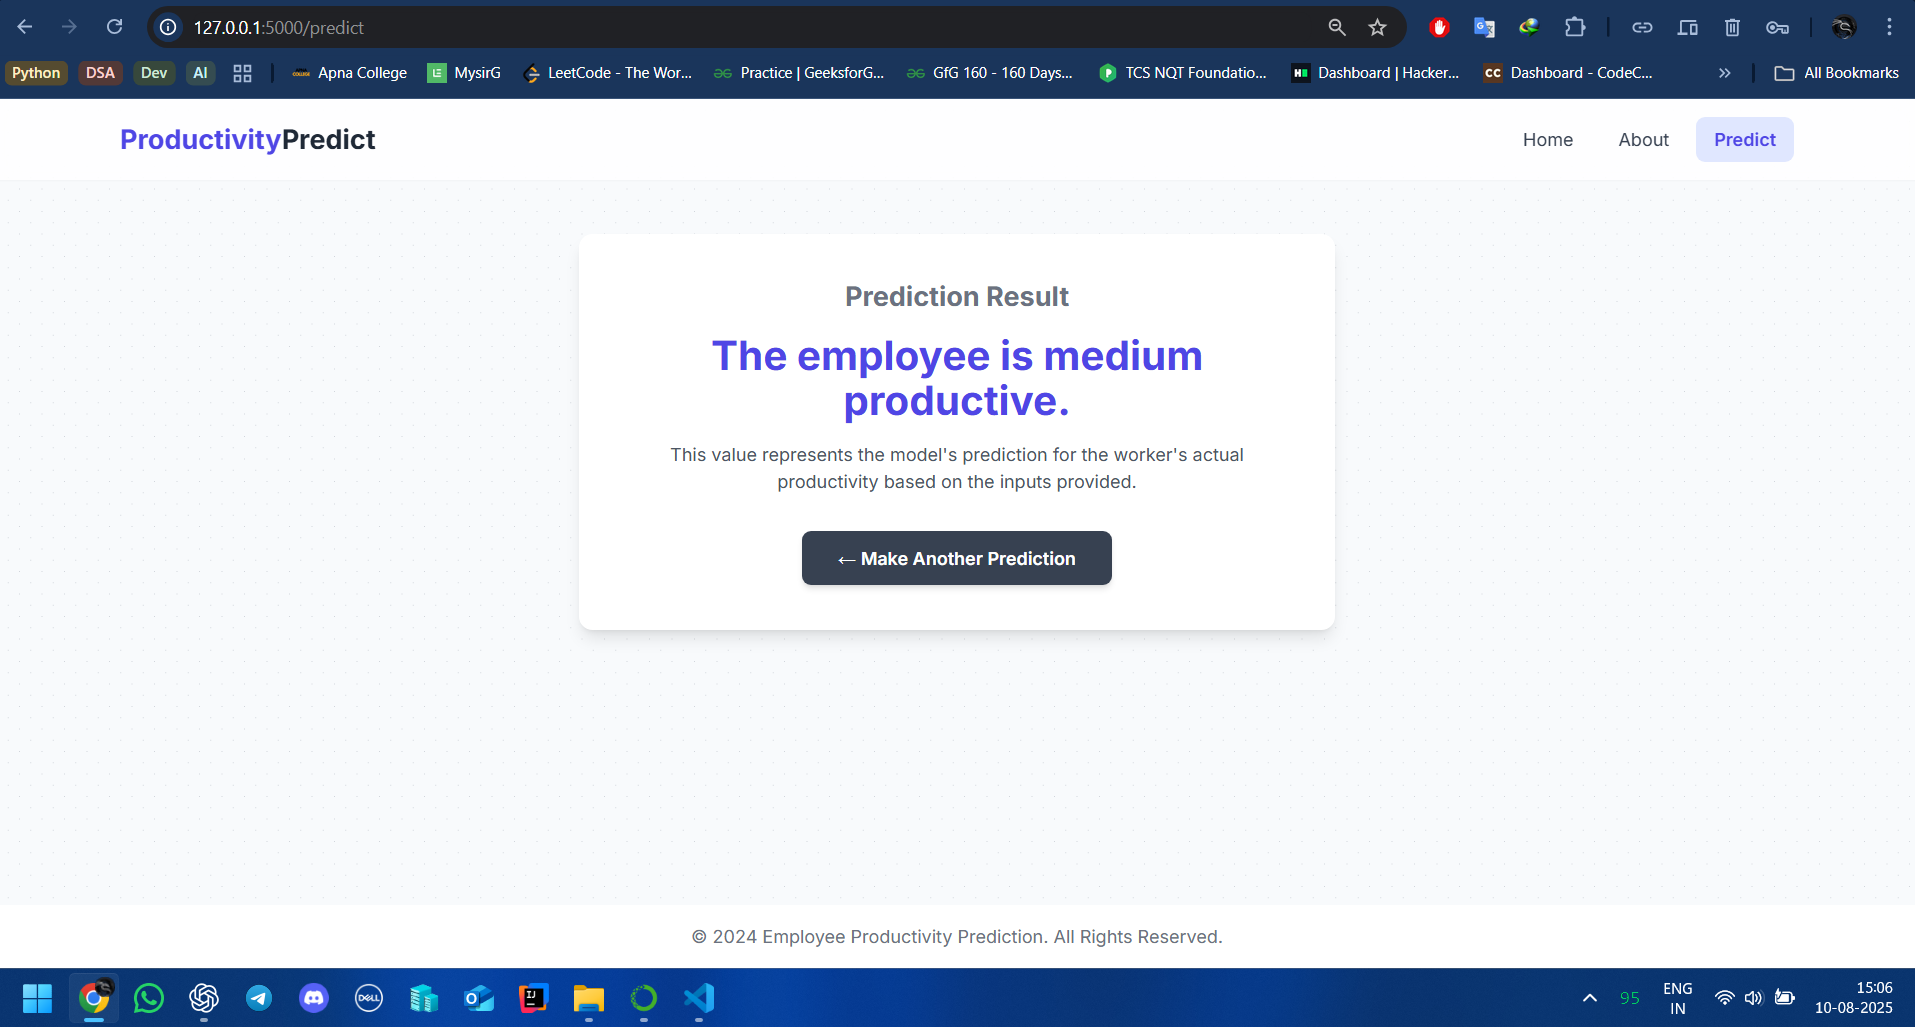 127.0.0.1:5000/predict
Python DSA Dev AI Apna College MysirG LeetCode - The Wor... Practice | GeeksforG... GfG 160 - 160 Days... TCS NQT Foundatio... Dashboard | Hacker... CC Dashboard - CodeC... » All Bookmarks
ProductivityPredict Home About Predict
Prediction Result
The employee is medium
productive.
This value represents the model's prediction for the worker's actual
productivity based on the inputs provided.
← Make Another Prediction
© 2024 Employee Productivity Prediction. All Rights Reserved.
95
ENG
IN
15:06
10-08-2025